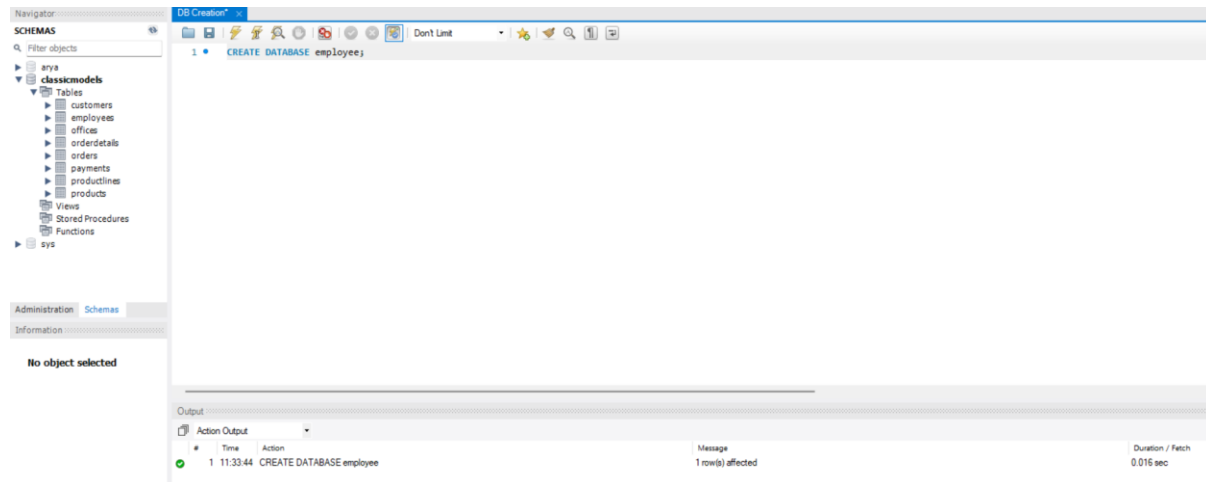 Navigator
SCHEMAS
Filter objects
arya
classicmodels
Tables
customers
employees
offices
orderdetails
orders
payments
productlines
products
Views
Stored Procedures
Functions
sys
Administration Schemas
Information
No object selected
DB Creation*
Don't Limit
1 CREATE DATABASE employee;
Output
Action Output
# Time Action Message Duration / Fetch
1 11:33:44 CREATE DATABASE employee 1 row(s) affected 0.016 sec